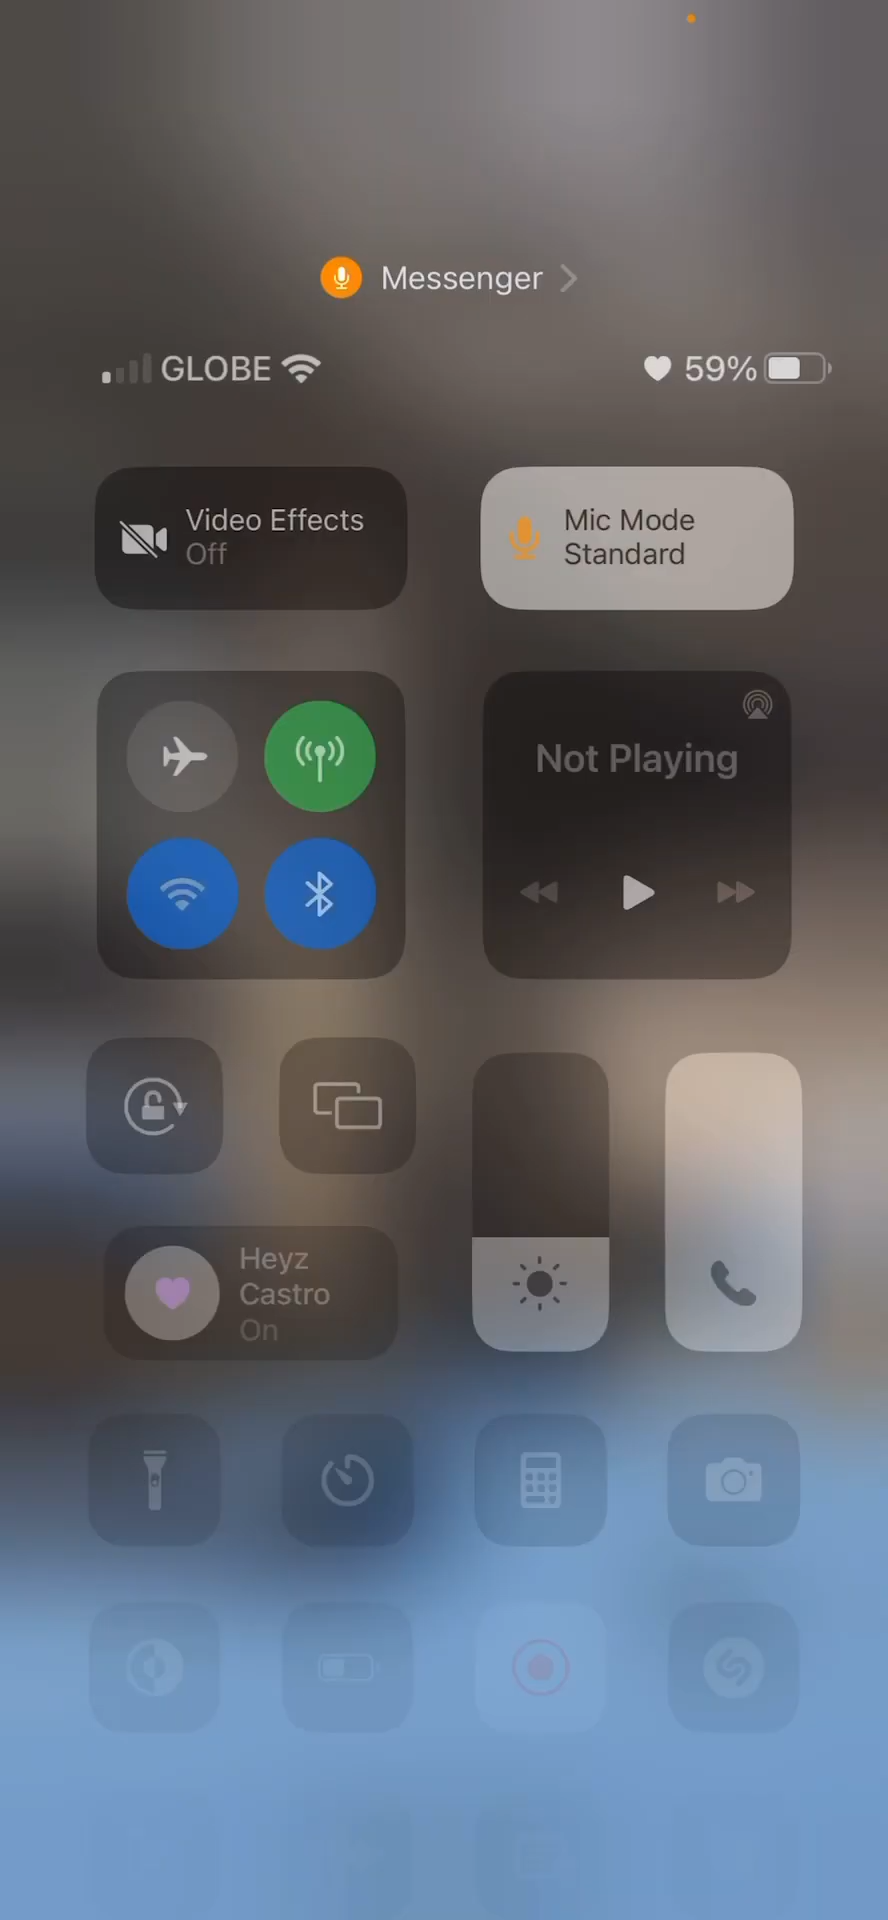 Messenger
GLOBE
59%
Video Effects
Off
Mic Mode
Standard
Not Playing
Heyz
Castro
On